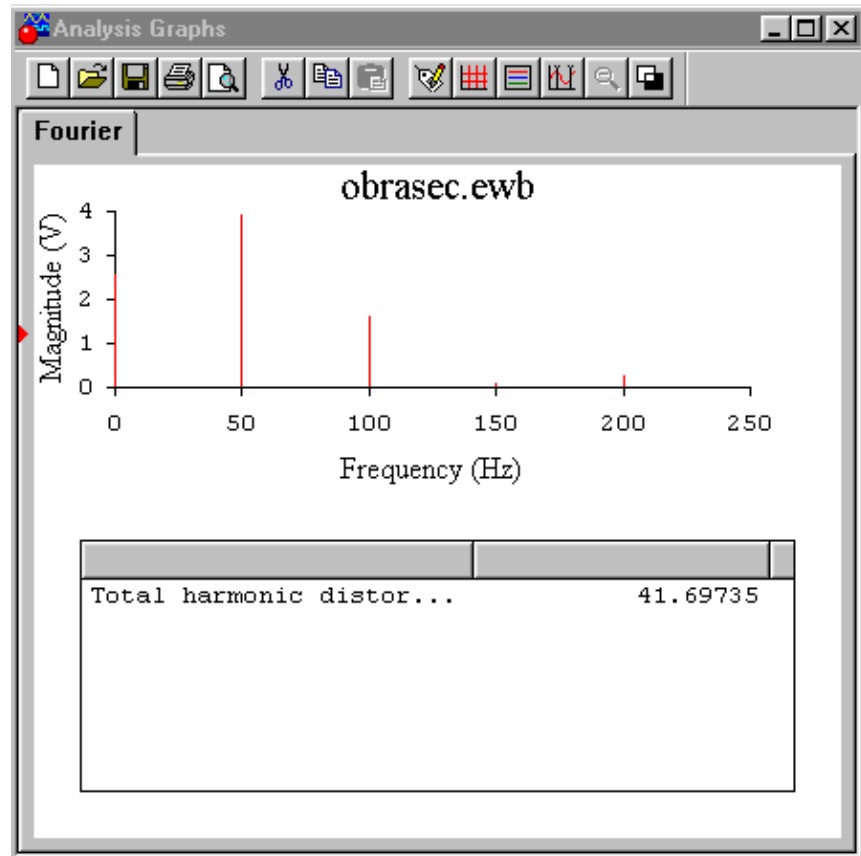 Analysis Graphs
Fourier
obrasec.ewb
Magnitude (V)
4
3
2
1
0
0 50 100 150 200 250
Frequency (Hz)
Total harmonic distor... 41.69735